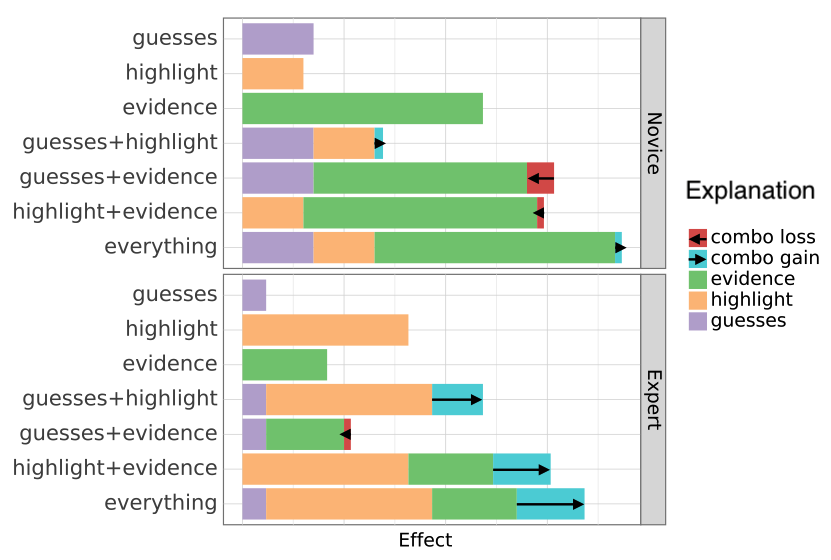 guesses
highlight
evidence
guesses+highlight
guesses+evidence
highlight+evidence
everything
Novice
guesses
highlight
evidence
guesses+highlight
guesses+evidence
highlight+evidence
everything
Expert
Effect
Explanation
combo loss
combo gain
evidence
highlight
guesses